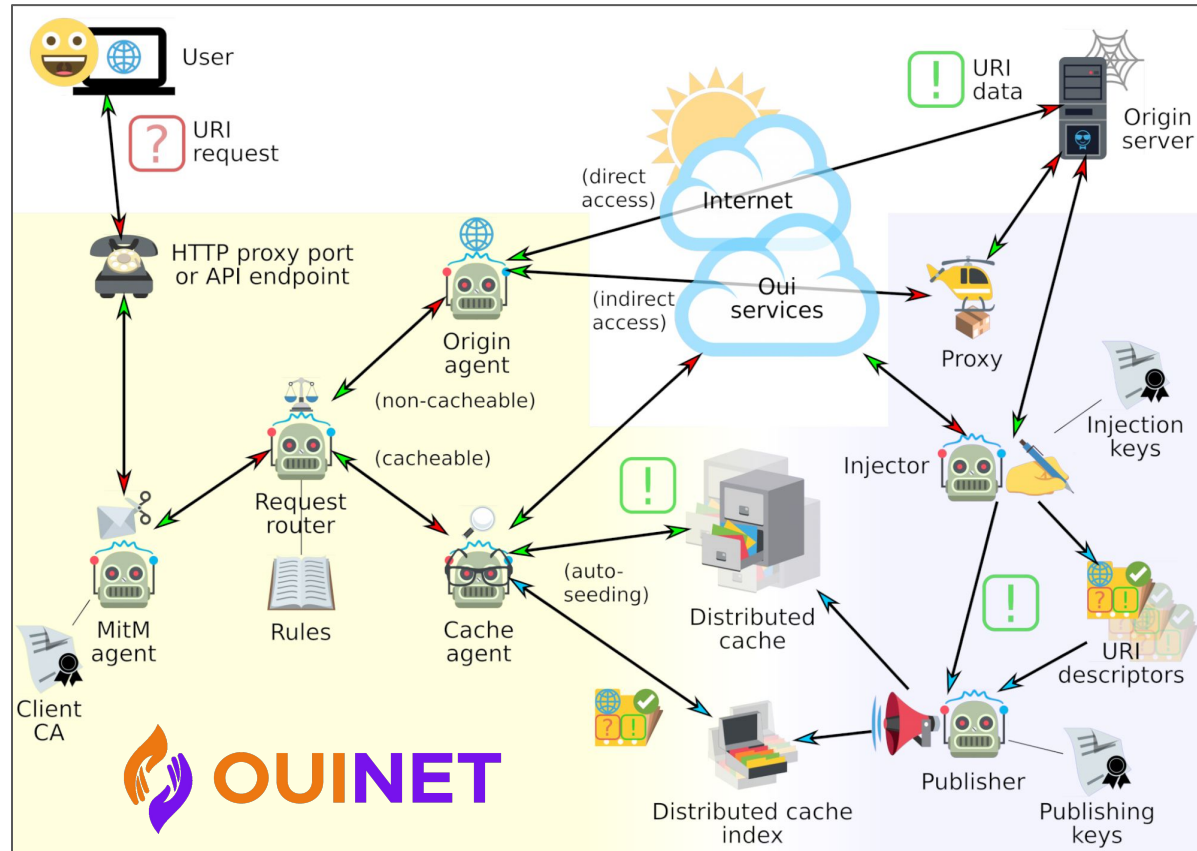 User
?
URI
request
!
URI
data
Origin
server
(direct
access)
Internet
HTTP proxy port
or API endpoint
(indirect
access)
Oui
services
Origin
agent
Proxy
(non-cacheable)
Injection
keys
(cacheable)
Injector
Request
router
!
(auto-
seeding)
MitM
agent
Rules
Cache
agent
Distributed
cache
!
? !
URI
descriptors
Client
CA
? !
Publisher
Distributed cache
index
Publishing
keys
OUINET